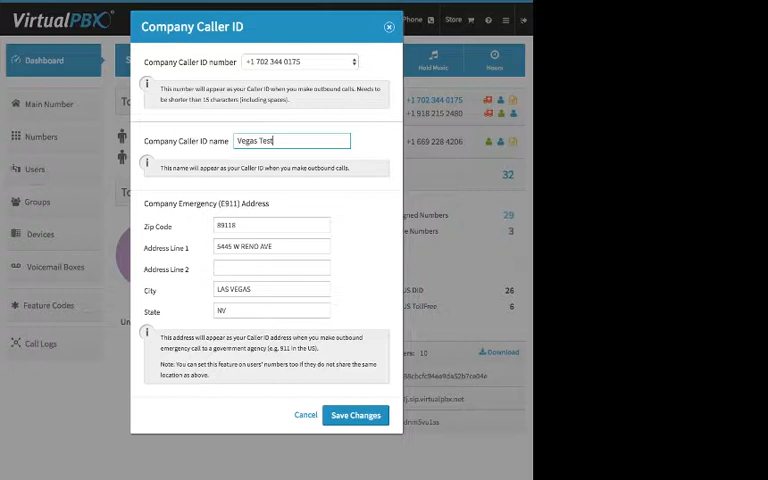 VirtualPBX
Phone
Store
Dashboard
Main Number
Numbers
Users
Groups
Devices
Voicemail Boxes
Feature Codes
Call Logs
Company Caller ID
Company Caller ID number
+1 702 344 0175
This number will appear as your Caller ID when you make outbound calls. Needs to
be shorter than 15 characters (including spaces).
Company Caller ID name
Vegas Test
This name will appear as your Caller ID when you make outbound calls.
Company Emergency (E911) Address
Zip Code 89118
Address Line 1 5445 W RENO AVE
Address Line 2
City LAS VEGAS
State NV
This address will appear as your Caller ID address when you make outbound
emergency call to a government agency (e.g. 911 in the US).
Note: You can set this feature on users' numbers too if they do not share the same
location as above.
Cancel
Save Changes
Hold Music
Hours
+1 702 344 0175
+1 918 215 2480
+1 669 228 4206
32
29
3
US DID 26
US TollFree 6
10
Download